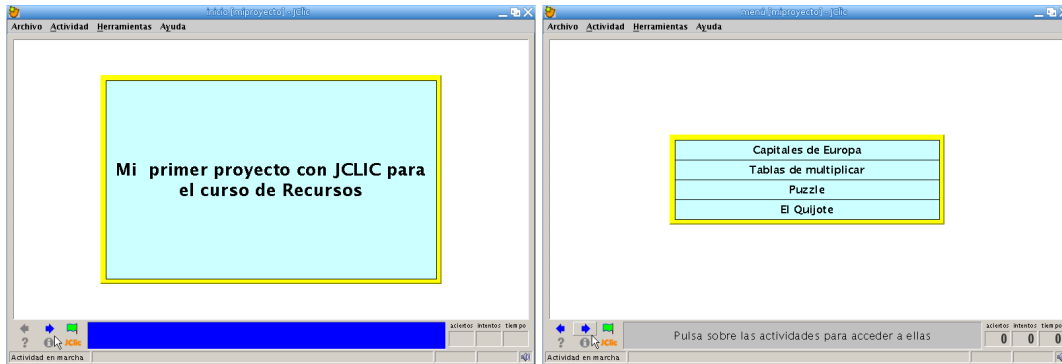 inicio [miproyecto] - JClic
Archivo Actividad Herramientas Ayuda
Mi primer proyecto con JCLIC para
el curso de Recursos
aciertos intentos tiempo
? i JClic
Actividad en marcha
menú [miproyecto] - JClic
Archivo Actividad Herramientas Ayuda
Capitales de Europa
Tablas de multiplicar
Puzzle
El Quijote
Pulsa sobre las actividades para acceder a ellas
aciertos intentos tiempo
0 0 0
? i JClic
Actividad en marcha